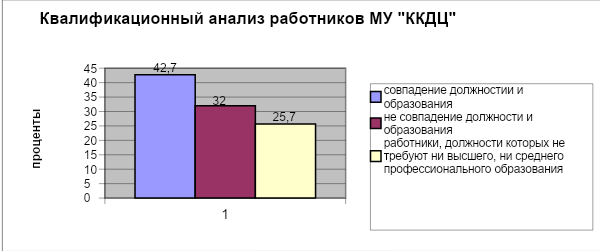 Квалификационный анализ работников МУ "ККДЦ"
проценты
45
40
35
30
25
20
15
10
5
0
42,7
32
25,7
1
совпадение должностии и
образования
не совпадение должности и
образования
работники, должности которых не
требуют ни высшего, ни среднего
профессионального образования